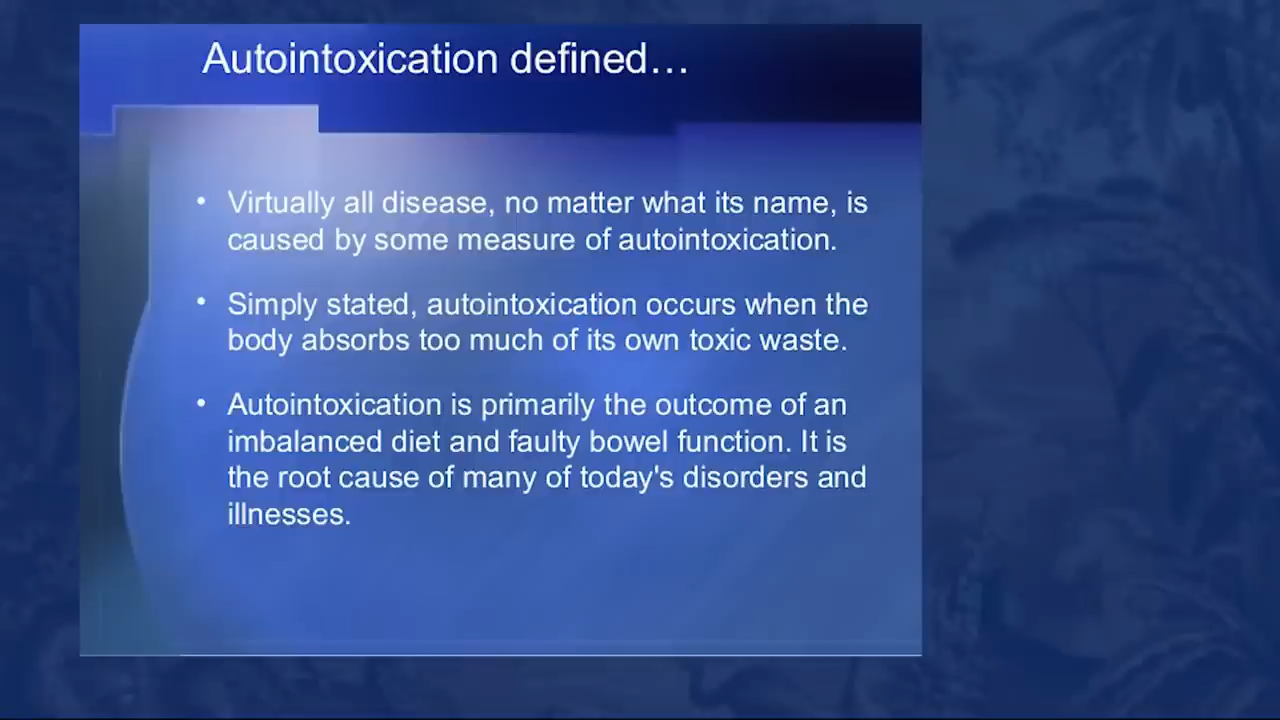 Autointoxication defined…
• Virtually all disease, no matter what its name, is
caused by some measure of autointoxication.
• Simply stated, autointoxication occurs when the
body absorbs too much of its own toxic waste.
• Autointoxication is primarily the outcome of an
imbalanced diet and faulty bowel function. It is
the root cause of many of today's disorders and
illnesses.